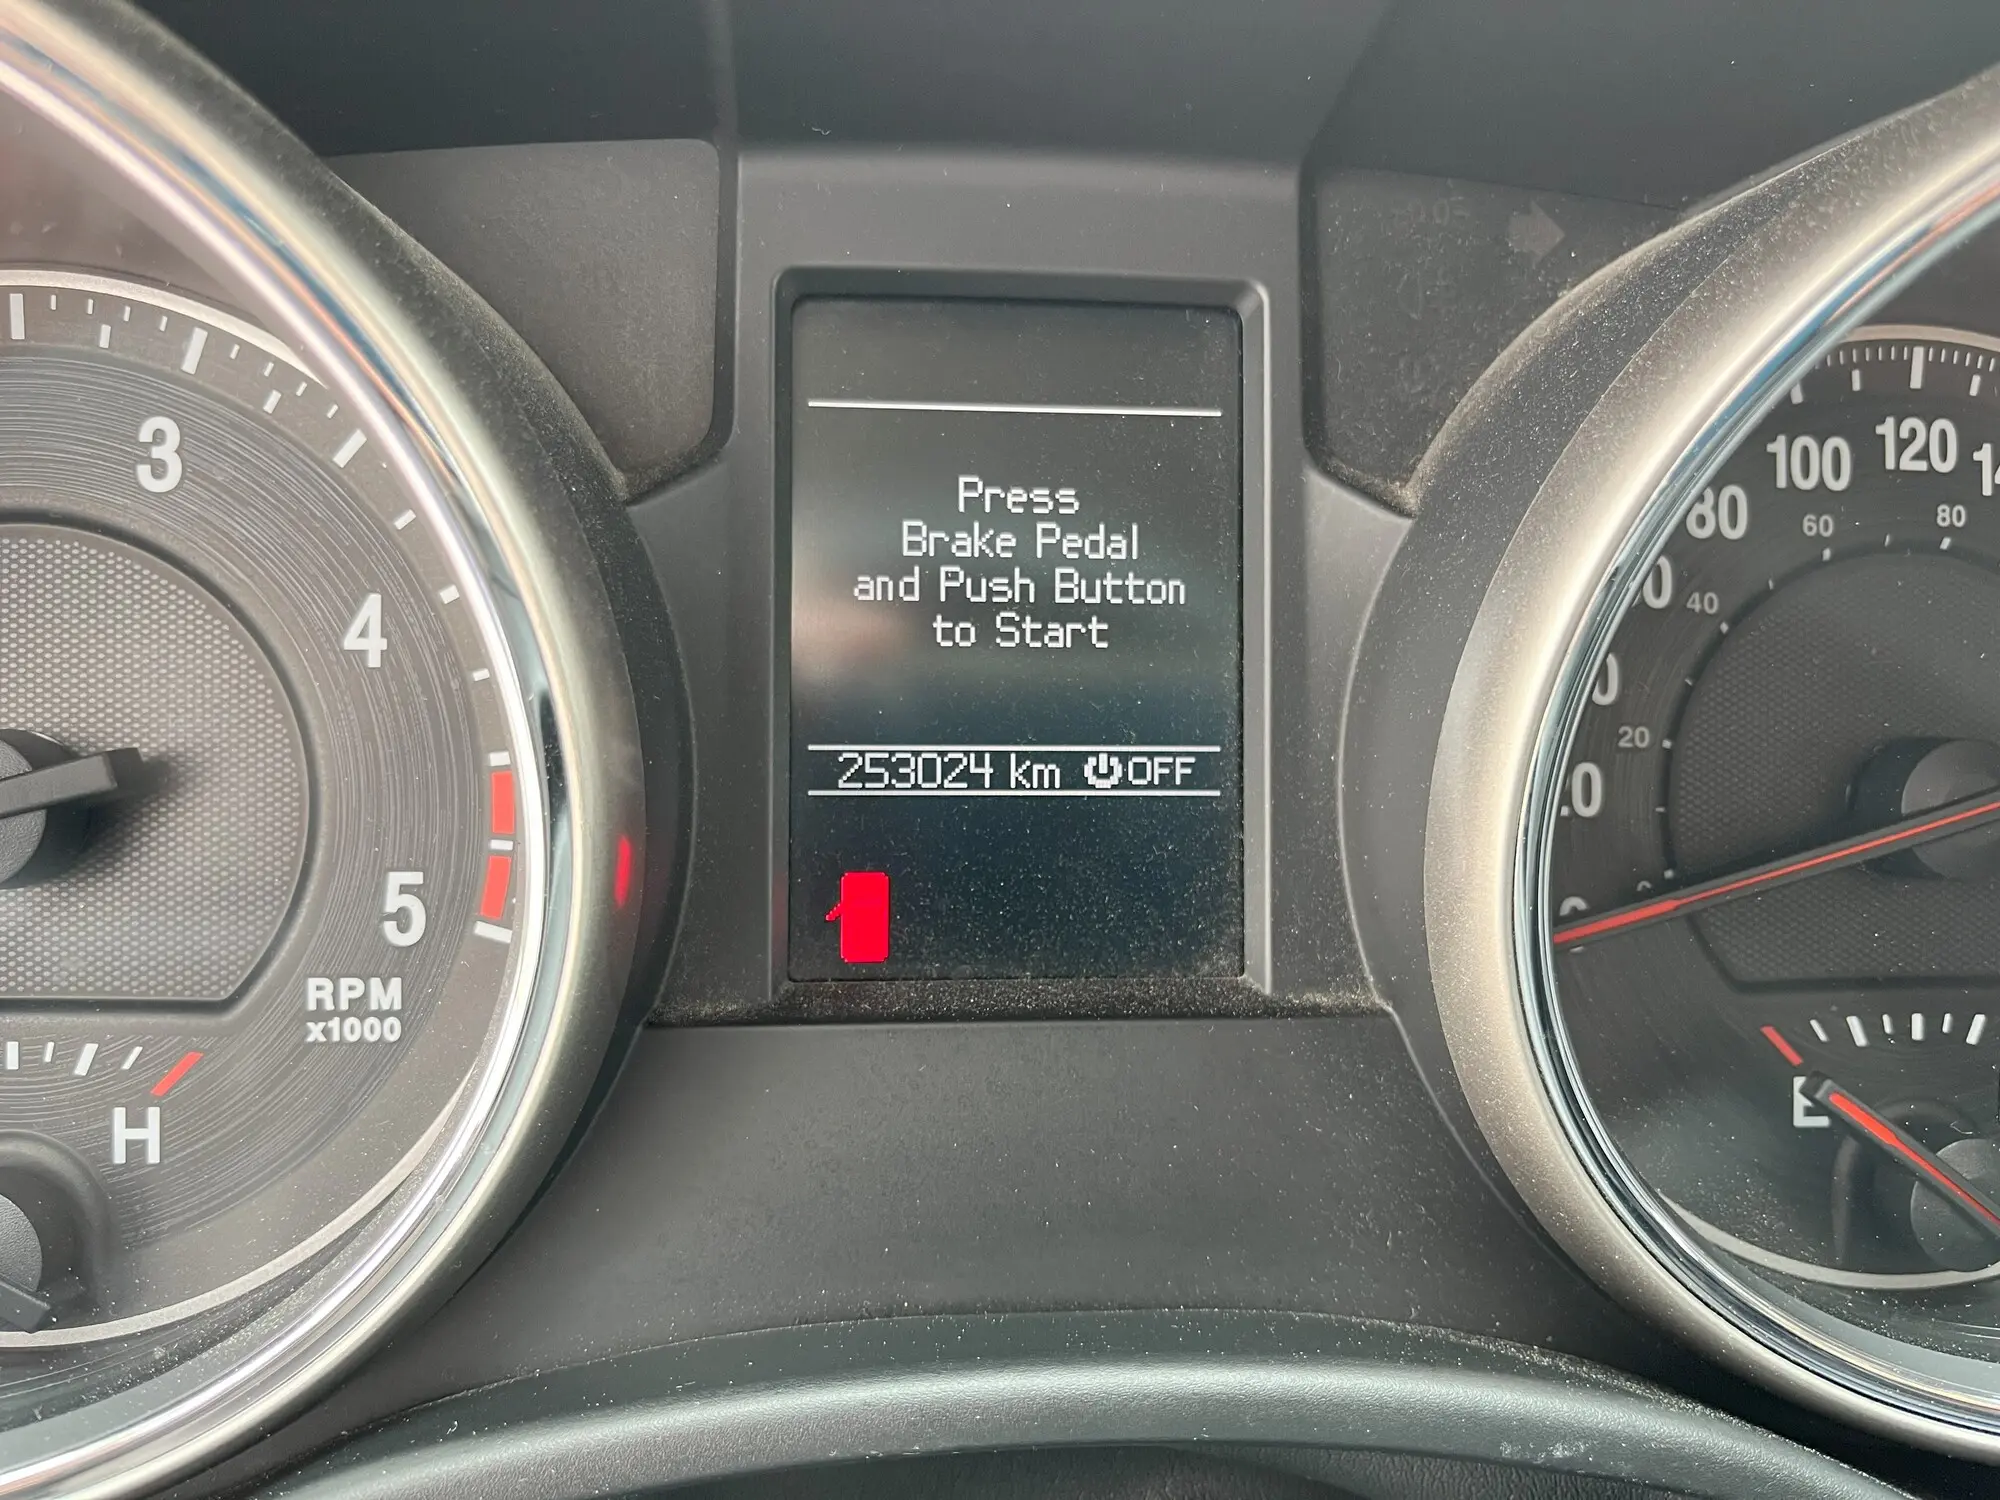 Press
Brake Pedal
and Push Button
to Start
253024 km OFF
3
4
5
RPM
x1000
H
20
40
60
80
80
100
120
E